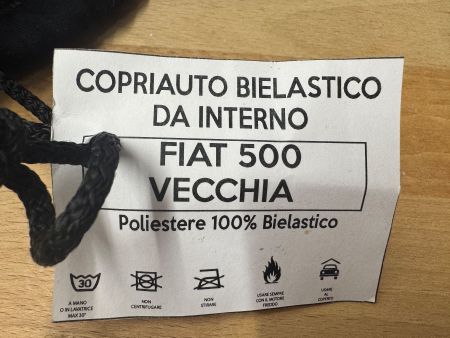 COPRIAUTO BIELASTICO
DA INTERNO
FIAT 500
VECCHIA
Poliestere 100% Bielastico
30
A MANO
O IN LAVATRICE
MAX 30°
NON
CENTRIFUGARE
NON
STIRARE
USARE SEMPRE
CON IL MOTORE
FREDDO
USARE
AL
COPERTO